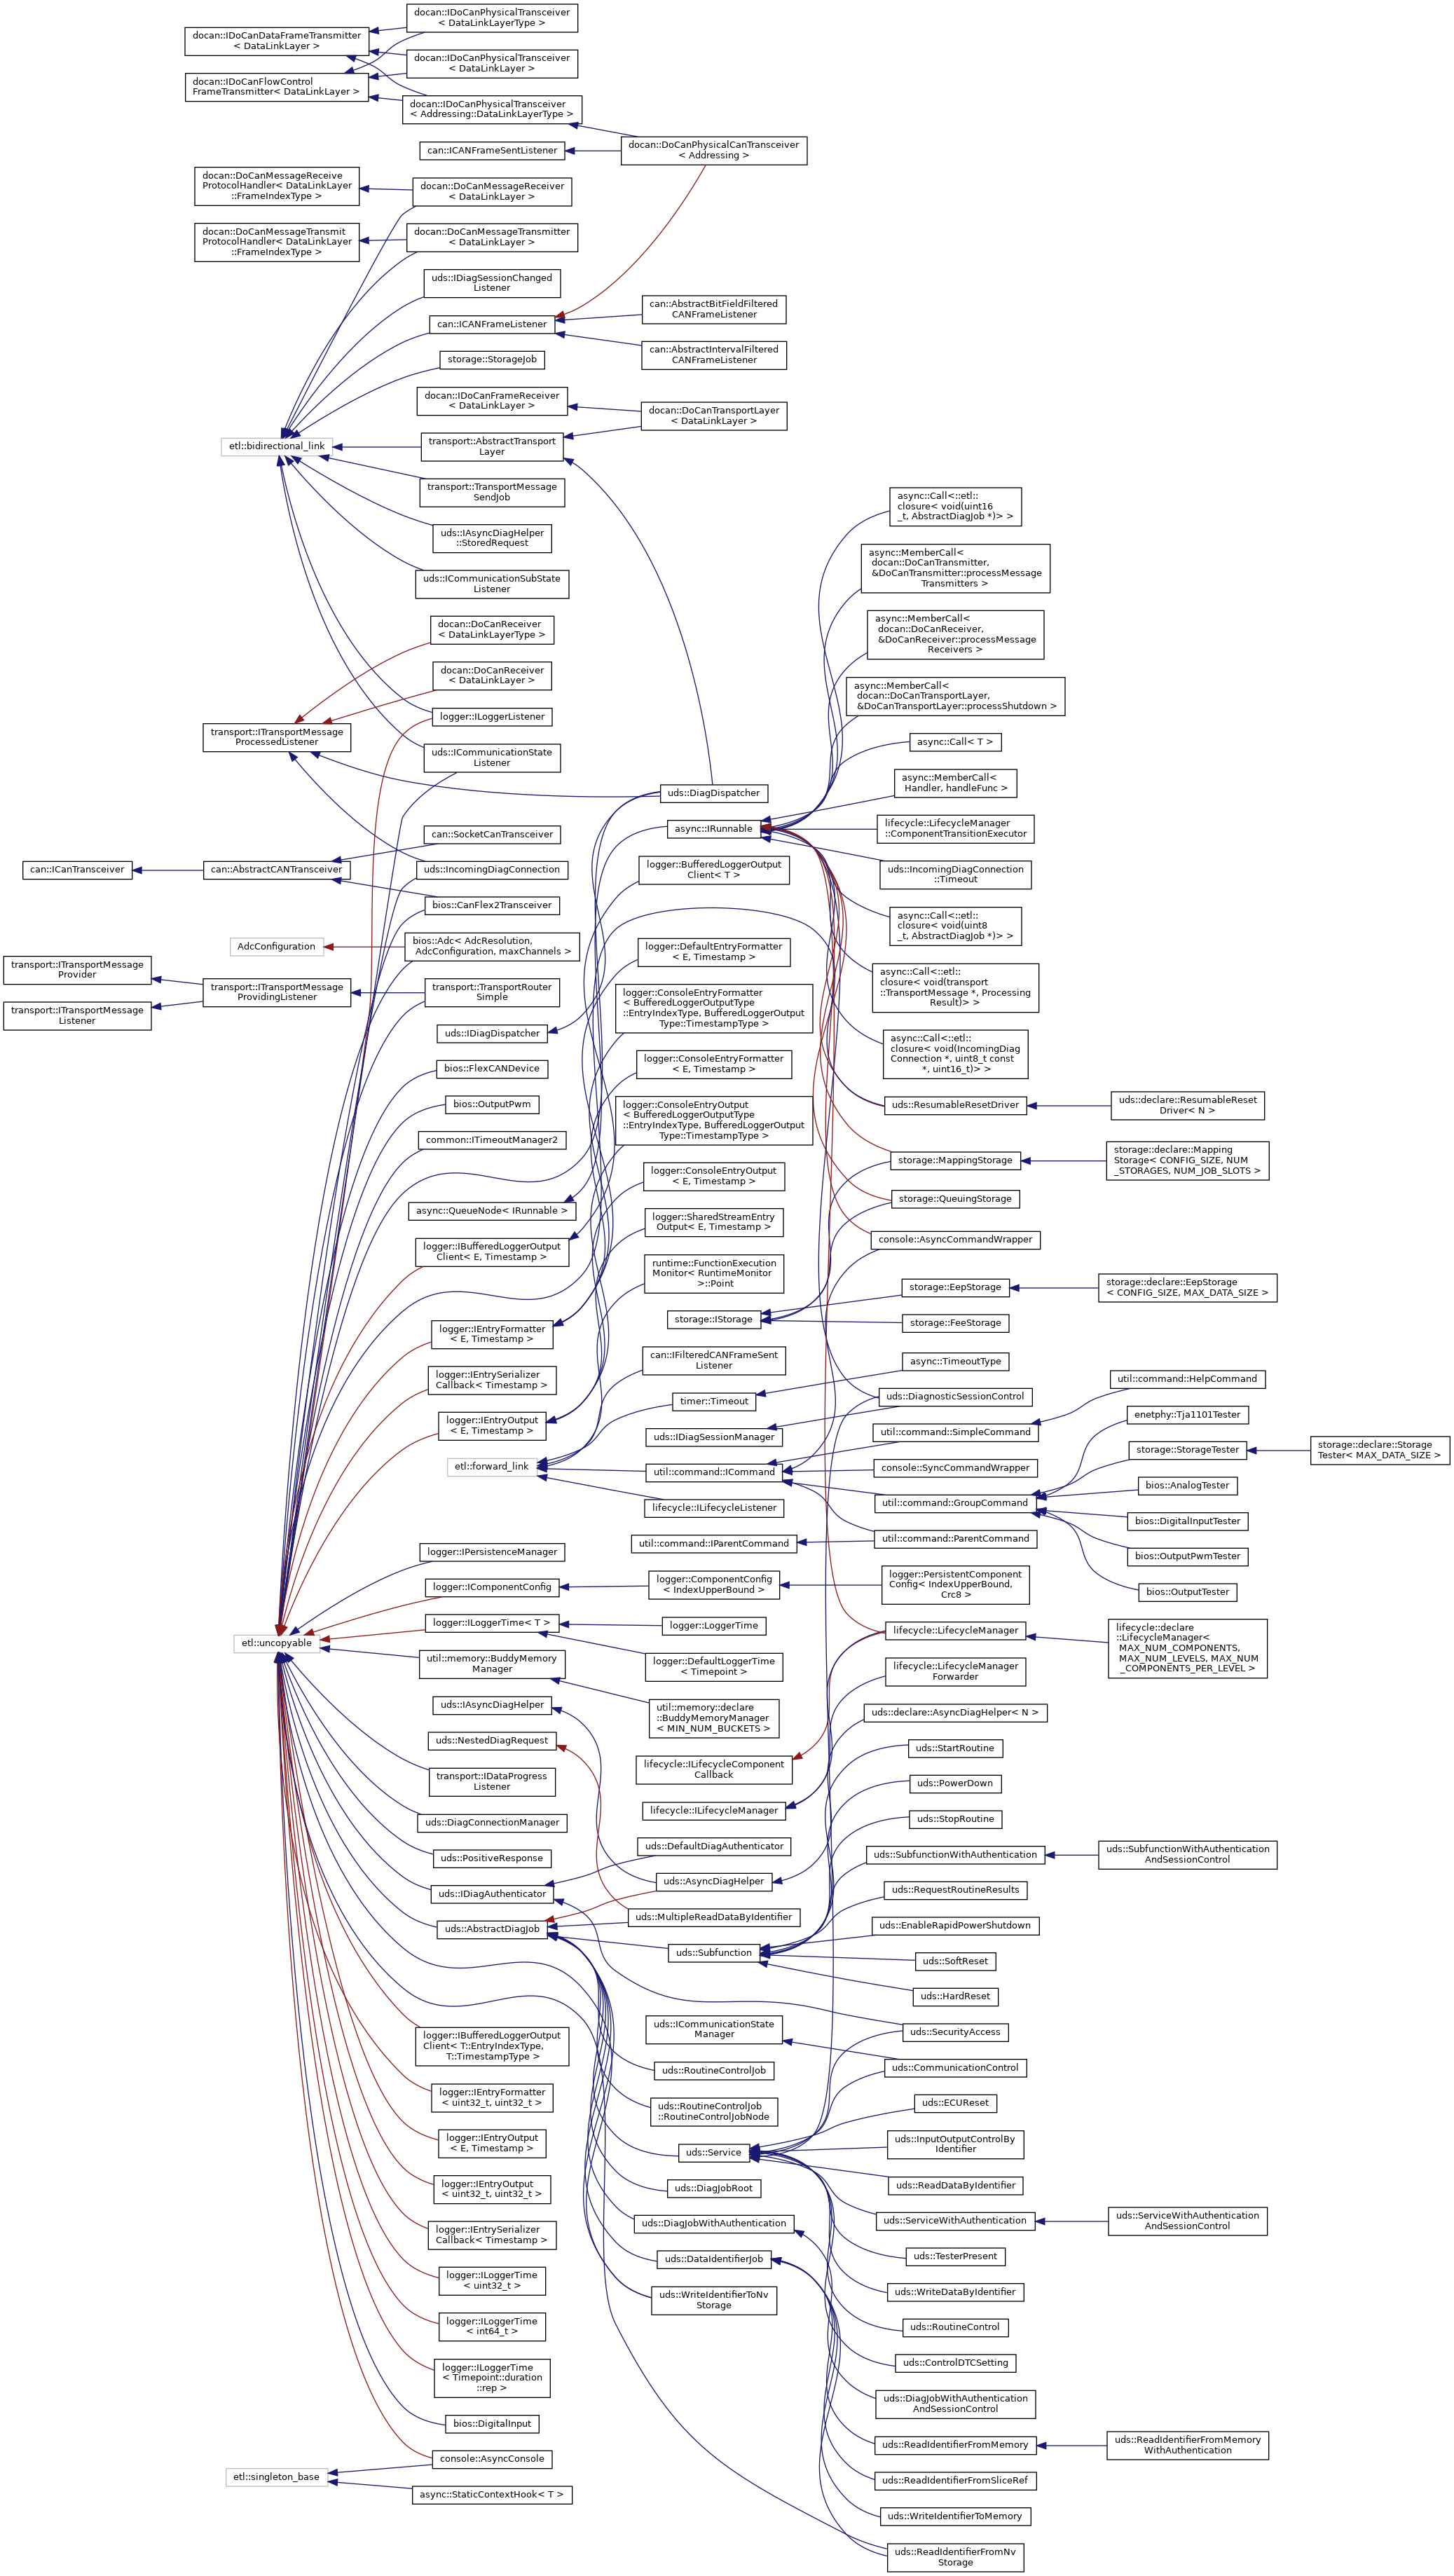 docan::IDoCanDataFrameTransmitter
< DataLinkLayer >
docan::IDoCanFlowControl
FrameTransmitter< DataLinkLayer >
docan::IDoCanPhysicalTransceiver
< DataLinkLayerType >
docan::IDoCanPhysicalTransceiver
< DataLinkLayer >
docan::IDoCanPhysicalTransceiver
< Addressing::DataLinkLayerType >
can::ICANFrameSentListener
docan::DoCanPhysicalCanTransceiver
< Addressing >
docan::DoCanMessageReceive
ProtocolHandler< DataLinkLayer
::FrameIndexType >
docan::DoCanMessageReceiver
< DataLinkLayer >
docan::DoCanMessageTransmit
ProtocolHandler< DataLinkLayer
::FrameIndexType >
docan::DoCanMessageTransmitter
< DataLinkLayer >
uds::IDiagSessionChanged
Listener
can::ICANFrameListener
can::AbstractBitFieldFiltered
CANFrameListener
can::AbstractIntervalFiltered
CANFrameListener
storage::StorageJob
docan::IDoCanFrameReceiver
< DataLinkLayer >
docan::DoCanTransportLayer
< DataLinkLayer >
etl::bidirectional_link
transport::AbstractTransport
Layer
transport::TransportMessage
SendJob
uds::IAsyncDiagHelper
::StoredRequest
uds::ICommunicationSubState
Listener
docan::DoCanReceiver
< DataLinkLayerType >
docan::DoCanReceiver
< DataLinkLayer >
logger::ILoggerListener
transport::ITransportMessage
ProcessedListener
uds::ICommunicationState
Listener
uds::DiagDispatcher
can::SocketCanTransceiver
can::ICanTransceiver
can::AbstractCANTransceiver
uds::IncomingDiagConnection
bios::CanFlex2Transceiver
AdcConfiguration
bios::Adc< AdcResolution,
AdcConfiguration, maxChannels >
transport::ITransportMessage
Provider
transport::ITransportMessage
Listener
transport::ITransportMessage
ProvidingListener
transport::TransportRouter
Simple
uds::IDiagDispatcher
bios::FlexCANDevice
bios::OutputPwm
common::ITimeoutManager2
async::QueueNode< IRunnable >
logger::IBufferedLoggerOutput
Client< E, Timestamp >
logger::IEntryFormatter
< E, Timestamp >
logger::IEntrySerializer
Callback< Timestamp >
logger::IEntryOutput
< E, Timestamp >
etl::forward_link
async::IRunnable
logger::BufferedLoggerOutput
Client< T >
logger::DefaultEntryFormatter
< E, Timestamp >
logger::ConsoleEntryFormatter
< BufferedLoggerOutputType
::EntryIndexType, BufferedLoggerOutput
Type::TimestampType >
logger::ConsoleEntryFormatter
< E, Timestamp >
logger::ConsoleEntryOutput
< BufferedLoggerOutputType
::EntryIndexType, BufferedLoggerOutput
Type::TimestampType >
logger::ConsoleEntryOutput
< E, Timestamp >
logger::SharedStreamEntry
Output< E, Timestamp >
runtime::FunctionExecution
Monitor< RuntimeMonitor
>::Point
storage::IStorage
can::IFilteredCANFrameSent
Listener
timer::Timeout
uds::IDiagSessionManager
util::command::ICommand
lifecycle::ILifecycleListener
util::command::IParentCommand
async::Call<::etl::
closure< void(uint16
_t, AbstractDiagJob *)> >
async::MemberCall<
docan::DoCanTransmitter,
&DoCanTransmitter::processMessage
Transmitters >
async::MemberCall<
docan::DoCanReceiver,
&DoCanReceiver::processMessage
Receivers >
async::MemberCall<
docan::DoCanTransportLayer,
&DoCanTransportLayer::processShutdown >
async::Call< T >
async::MemberCall<
Handler, handleFunc >
lifecycle::LifecycleManager
::ComponentTransitionExecutor
uds::IncomingDiagConnection
::Timeout
async::Call<::etl::
closure< void(uint8
_t, AbstractDiagJob *)> >
async::Call<::etl::
closure< void(transport
::TransportMessage *, Processing
Result)> >
async::Call<::etl::
closure< void(IncomingDiag
Connection *, uint8_t const
*, uint16_t)> >
uds::ResumableResetDriver
uds::declare::ResumableReset
Driver< N >
storage::MappingStorage
storage::declare::Mapping
Storage< CONFIG_SIZE, NUM
_STORAGES, NUM_JOB_SLOTS >
storage::QueuingStorage
console::AsyncCommandWrapper
storage::EepStorage
storage::declare::EepStorage
< CONFIG_SIZE, MAX_DATA_SIZE >
storage::FeeStorage
async::TimeoutType
uds::DiagnosticSessionControl
util::command::HelpCommand
util::command::SimpleCommand
enetphy::Tja1101Tester
console::SyncCommandWrapper
storage::StorageTester
storage::declare::Storage
Tester< MAX_DATA_SIZE >
bios::AnalogTester
util::command::GroupCommand
bios::DigitalInputTester
util::command::ParentCommand
bios::OutputPwmTester
bios::OutputTester
logger::IPersistenceManager
logger::IComponentConfig
logger::ComponentConfig
< IndexUpperBound >
logger::PersistentComponent
Config< IndexUpperBound,
Crc8 >
logger::ILoggerTime< T >
logger::LoggerTime
logger::DefaultLoggerTime
< Timepoint >
etl::uncopyable
util::memory::BuddyMemory
Manager
util::memory::declare
::BuddyMemoryManager
< MIN_NUM_BUCKETS >
lifecycle::LifecycleManager
lifecycle::declare
::LifecycleManager<
MAX_NUM_COMPONENTS,
MAX_NUM_LEVELS, MAX_NUM
_COMPONENTS_PER_LEVEL >
lifecycle::LifecycleManager
Forwarder
uds::IAsyncDiagHelper
uds::NestedDiagRequest
transport::IDataProgress
Listener
uds::DiagConnectionManager
uds::PositiveResponse
uds::IDiagAuthenticator
uds::AbstractDiagJob
lifecycle::ILifecycleComponent
Callback
lifecycle::ILifecycleManager
uds::DefaultDiagAuthenticator
uds::AsyncDiagHelper
uds::MultipleReadDataByIdentifier
uds::Subfunction
uds::declare::AsyncDiagHelper< N >
uds::StartRoutine
uds::PowerDown
uds::StopRoutine
uds::SubfunctionWithAuthentication
uds::SubfunctionWithAuthentication
AndSessionControl
uds::RequestRoutineResults
uds::EnableRapidPowerShutdown
uds::SoftReset
uds::HardReset
uds::ICommunicationState
Manager
uds::SecurityAccess
uds::CommunicationControl
uds::ECUReset
uds::InputOutputControlBy
Identifier
uds::ReadDataByIdentifier
uds::ServiceWithAuthentication
uds::ServiceWithAuthentication
AndSessionControl
uds::TesterPresent
uds::WriteDataByIdentifier
uds::RoutineControl
uds::ControlDTCSetting
uds::DiagJobWithAuthentication
AndSessionControl
uds::ReadIdentifierFromMemory
uds::ReadIdentifierFromMemory
WithAuthentication
uds::ReadIdentifierFromSliceRef
uds::WriteIdentifierToMemory
uds::ReadIdentifierFromNv
Storage
uds::RoutineControlJob
uds::RoutineControlJob
::RoutineControlJobNode
uds::Service
uds::DiagJobRoot
uds::DiagJobWithAuthentication
uds::DataIdentifierJob
uds::WriteIdentifierToNv
Storage
logger::IBufferedLoggerOutput
Client< T::EntryIndexType,
T::TimestampType >
logger::IEntryFormatter
< uint32_t, uint32_t >
logger::IEntryOutput
< E, Timestamp >
logger::IEntryOutput
< uint32_t, uint32_t >
logger::IEntrySerializer
Callback< Timestamp >
logger::ILoggerTime
< uint32_t >
logger::ILoggerTime
< int64_t >
logger::ILoggerTime
< Timepoint::duration
::rep >
bios::DigitalInput
console::AsyncConsole
etl::singleton_base
async::StaticContextHook< T >